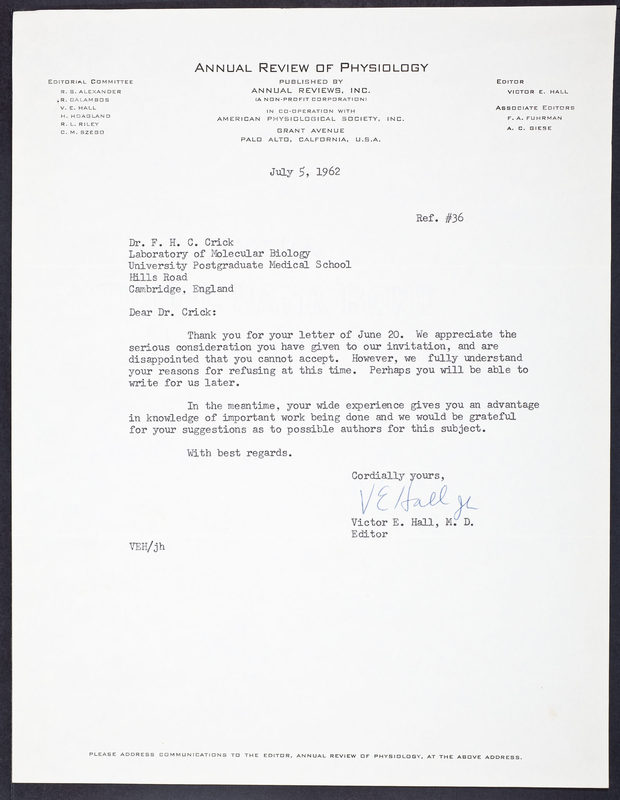 ANNUAL REVIEW OF PHYSIOLOGY
PUBLISHED BY
ANNUAL REVIEWS, INC.
(A NON-PROFIT CORPORATION)
IN CO-OPERATION WITH
AMERICAN PHYSIOLOGICAL SOCIETY, INC.
GRANT AVENUE
PALO ALTO, CALIFORNIA, U.S.A.
EDITORIAL COMMITTEE
R. S. ALEXANDER
R. GALAMBOS
V. E. HALL
H. HOAGLAND
R. L. RILEY
C. M. SZEGO
EDITOR
VICTOR E. HALL
ASSOCIATE EDITORS
F. A. FUHRMAN
A. C. GIESE
July 5, 1962
Ref. #36
Dr. F. H. C. Crick
Laboratory of Molecular Biology
University Postgraduate Medical School
Hills Road
Cambridge, England
Dear Dr. Crick:
Thank you for your letter of June 20. We appreciate the
serious consideration you have given to our invitation, and are
disappointed that you cannot accept. However, we fully understand
your reasons for refusing at this time. Perhaps you will be able to
write for us later.
In the meantime, your wide experience gives you an advantage
in knowledge of important work being done and we would be grateful
for your suggestions as to possible authors for this subject.
With best regards.
Cordially yours,
V E Hall jh
Victor E. Hall, M. D.
Editor
VEH/jh
PLEASE ADDRESS COMMUNICATIONS TO THE EDITOR, ANNUAL REVIEW OF PHYSIOLOGY, AT THE ABOVE ADDRESS.